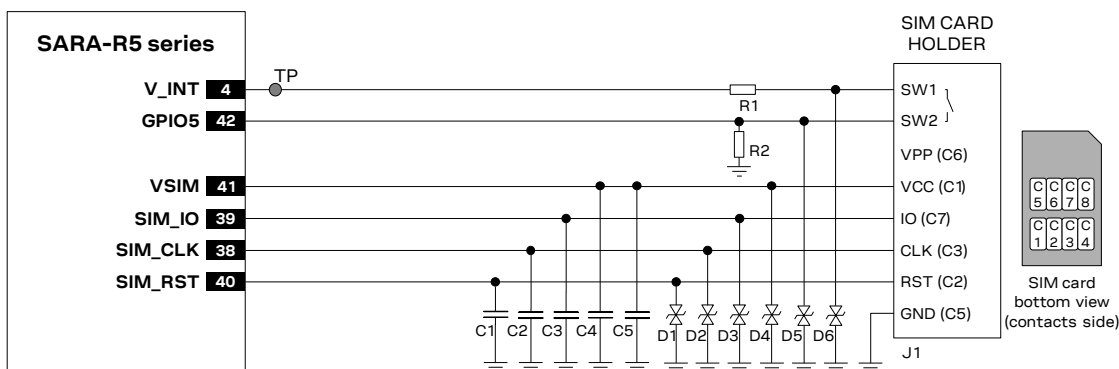 SARA-R5 series
SIM CARD
HOLDER
TP
V_INT 4
R1
SW1
GPIO5 42
SW2
R2
VPP (C6)
VSIM 41
VCC (C1)
SIM_IO 39
IO (C7)
SIM_CLK 38
CLK (C3)
SIM_RST 40
RST (C2)
C1 C2 C3 C4 C5 D1 D2 D3 D4 D5 D6
GND (C5)
J1
C C C C
5 6 7 8
C C C C
1 2 3 4
SIM card
bottom view
(contacts side)